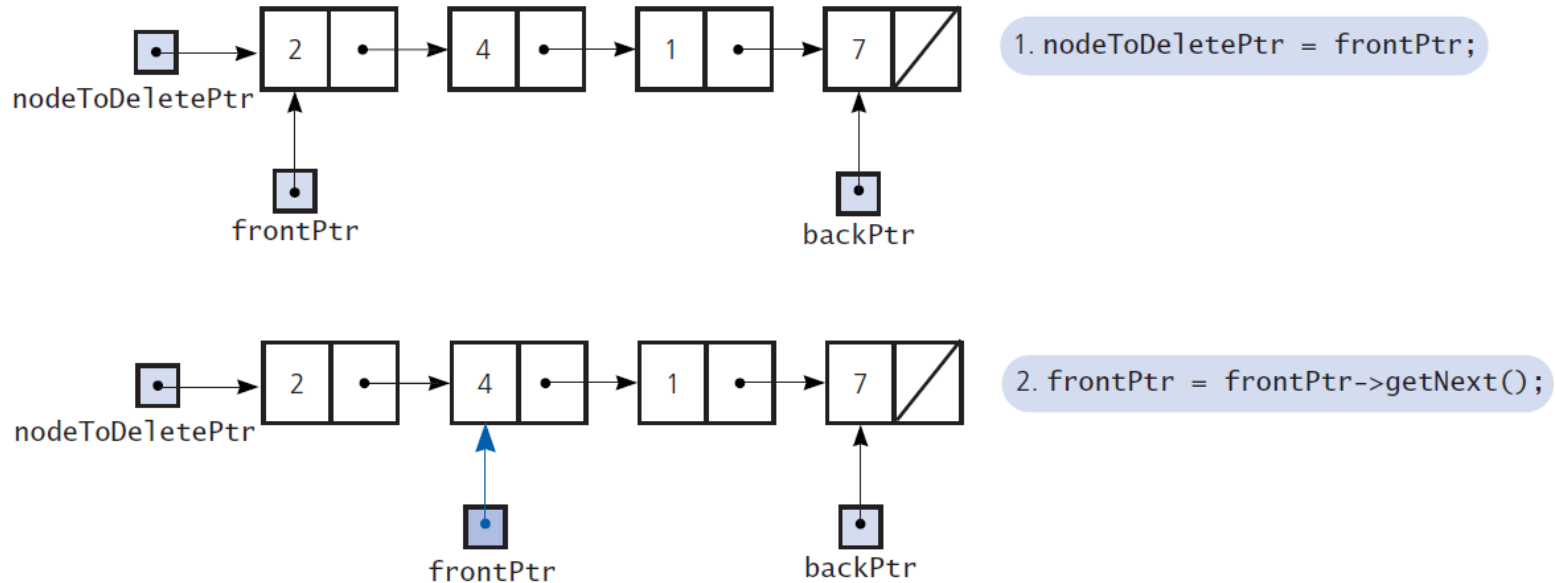 2 4 1 7
1. nodeToDeletePtr = frontPtr;
nodeToDeletePtr
frontPtr
backPtr
2 4 1 7
2. frontPtr = frontPtr->getNext();
nodeToDeletePtr
frontPtr
backPtr